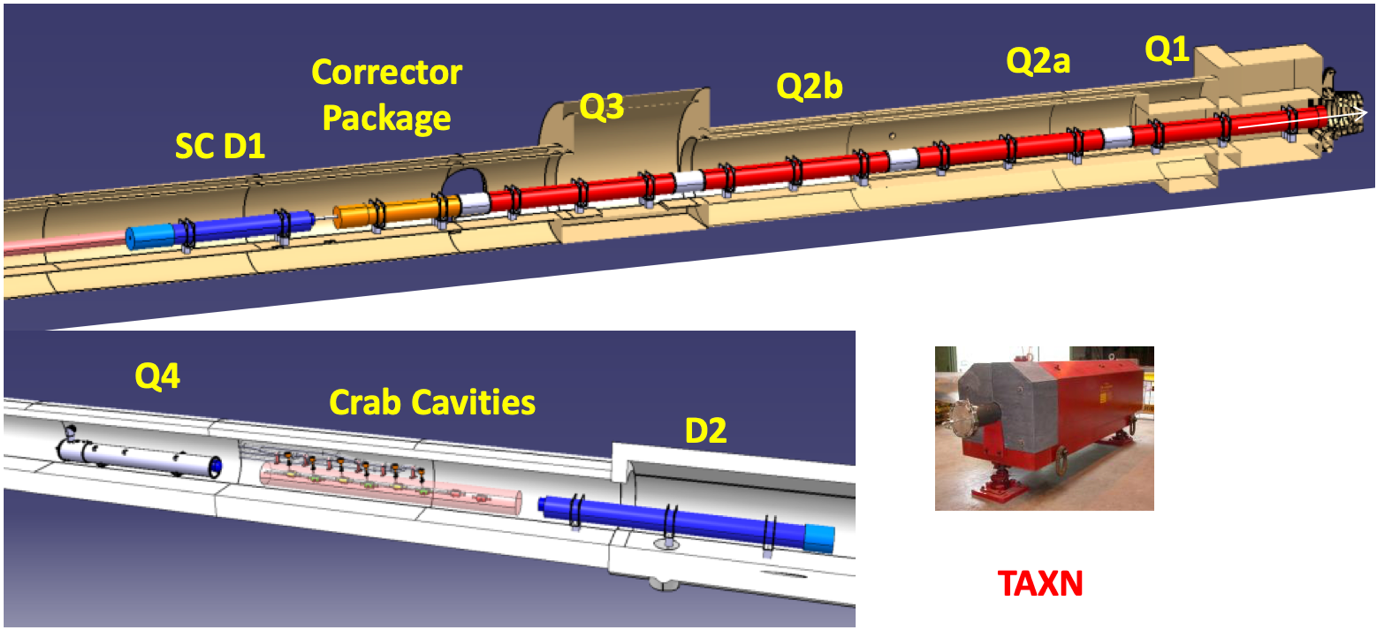 Q1
Q2a
Q2b
Q3
Corrector
Package
SC D1
Q4
Crab Cavities
D2
TAXN